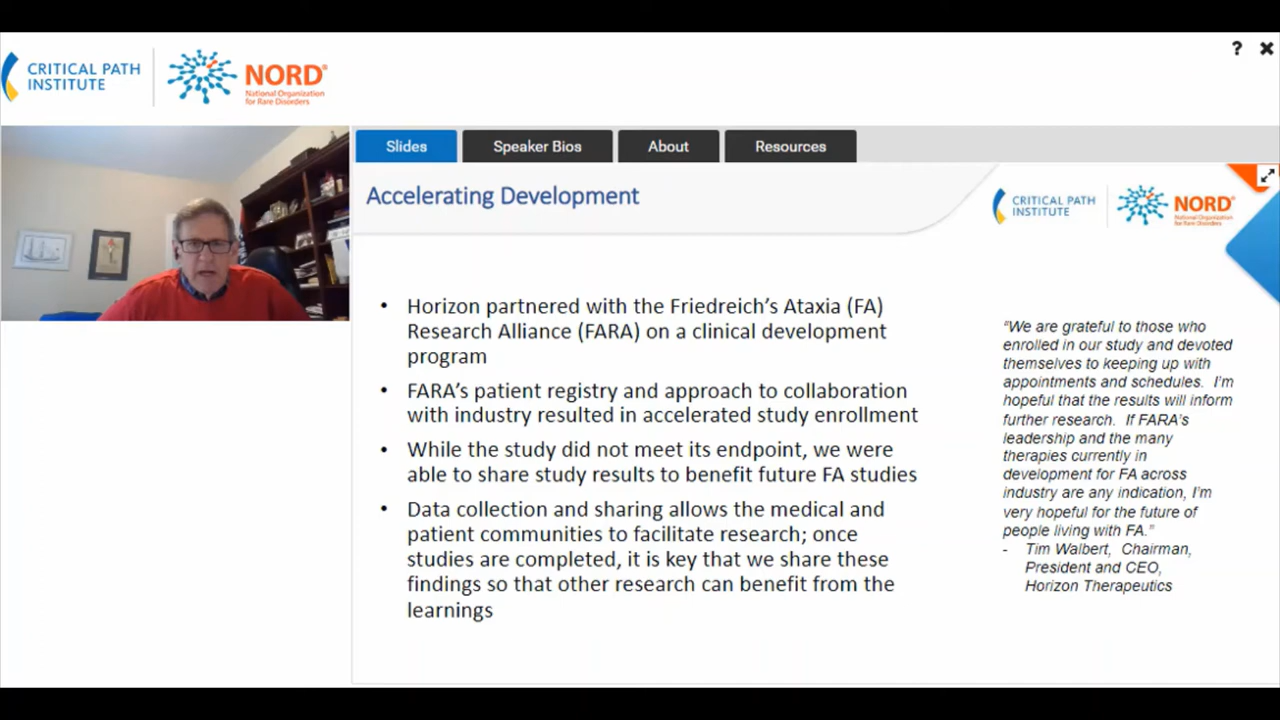 ? ✖
CRITICAL PATH
INSTITUTE
NORD®
National Organization
for Rare Disorders
Slides
Speaker Bios
About
Resources
Accelerating Development
CRITICAL PATH
INSTITUTE
NORD®
National Organization
for Rare Disorders
• Horizon partnered with the Friedreich’s Ataxia (FA)
Research Alliance (FARA) on a clinical development
program
• FARA’s patient registry and approach to collaboration
with industry resulted in accelerated study enrollment
• While the study did not meet its endpoint, we were
able to share study results to benefit future FA studies
• Data collection and sharing allows the medical and
patient communities to facilitate research; once
studies are completed, it is key that we share these
findings so that other research can benefit from the
learnings
“We are grateful to those who
enrolled in our study and devoted
themselves to keeping up with
appointments and schedules.  I’m
hopeful that the results will inform
further research.  If FARA’s
leadership and the many
therapies currently in
development for FA across
industry are any indication, I’m
very hopeful for the future of
people living with FA.”
- Tim Walbert, Chairman,
President and CEO,
Horizon Therapeutics